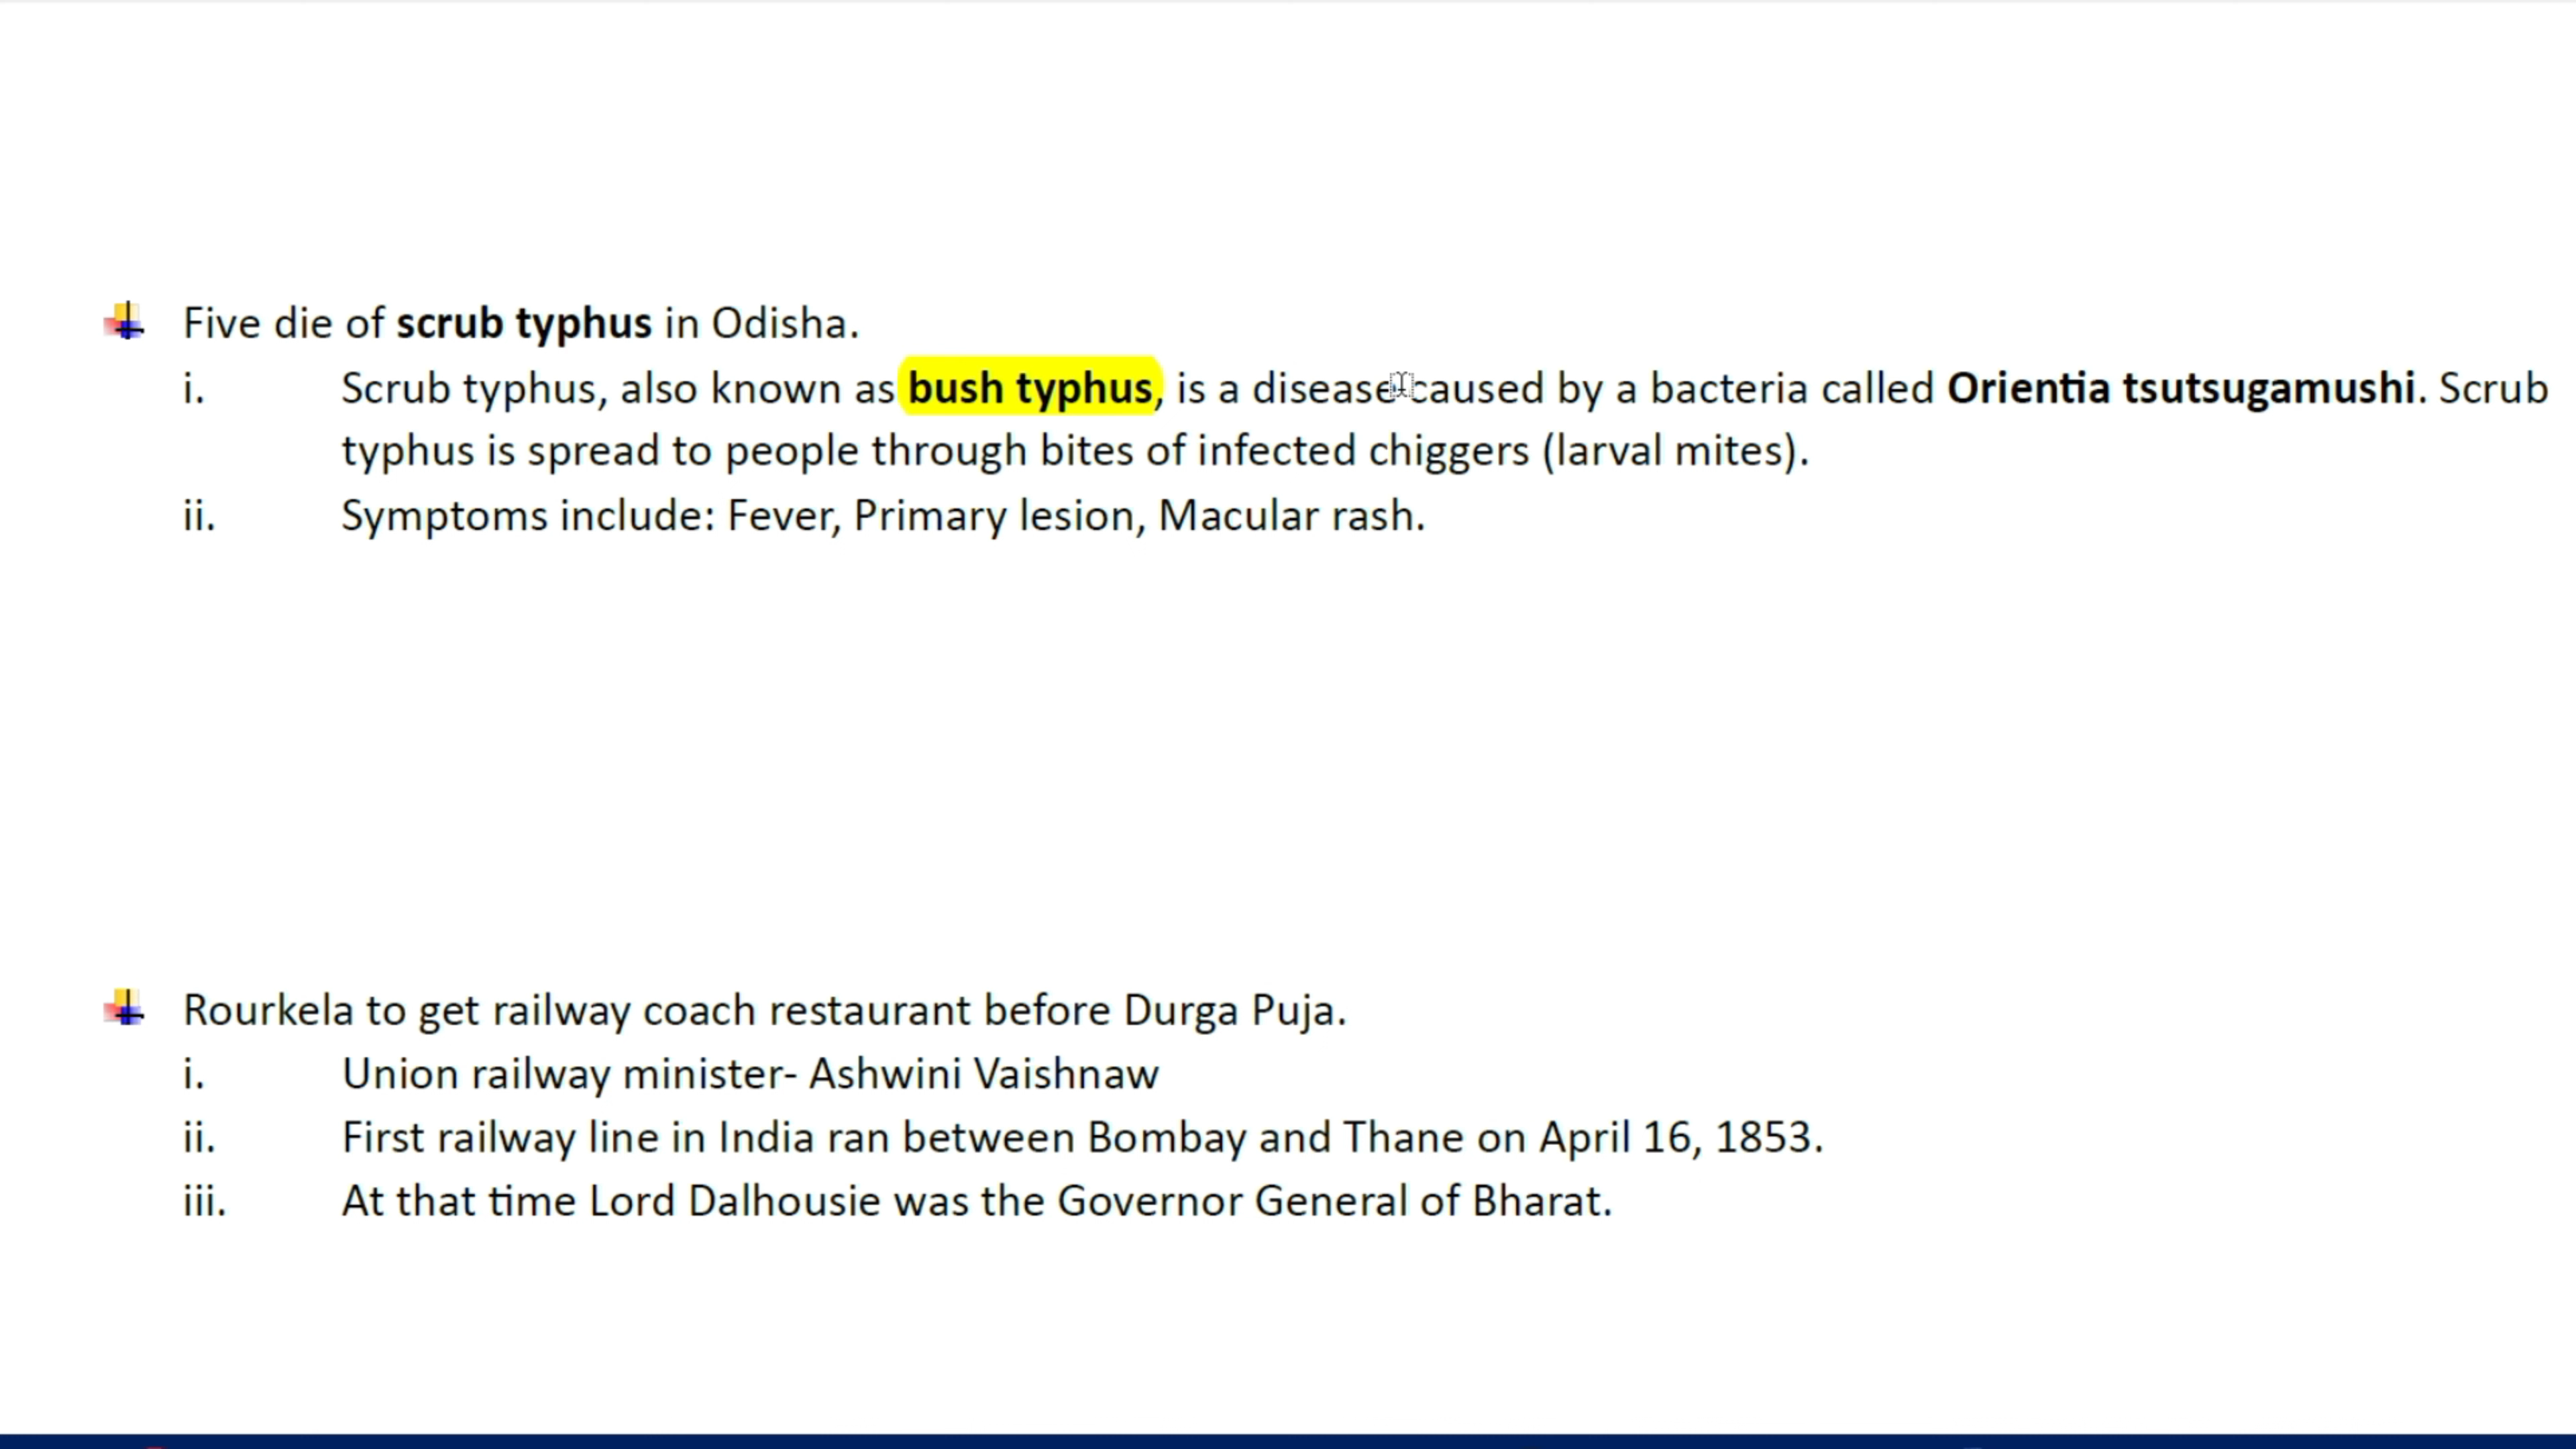 Five die of scrub typhus in Odisha.
i. Scrub typhus, also known as bush typhus, is a disease caused by a bacteria called Orientia tsutsugamushi. Scrub
typhus is spread to people through bites of infected chiggers (larval mites).
ii. Symptoms include: Fever, Primary lesion, Macular rash.
Rourkela to get railway coach restaurant before Durga Puja.
i. Union railway minister- Ashwini Vaishnaw
ii. First railway line in India ran between Bombay and Thane on April 16, 1853.
iii. At that time Lord Dalhousie was the Governor General of Bharat.